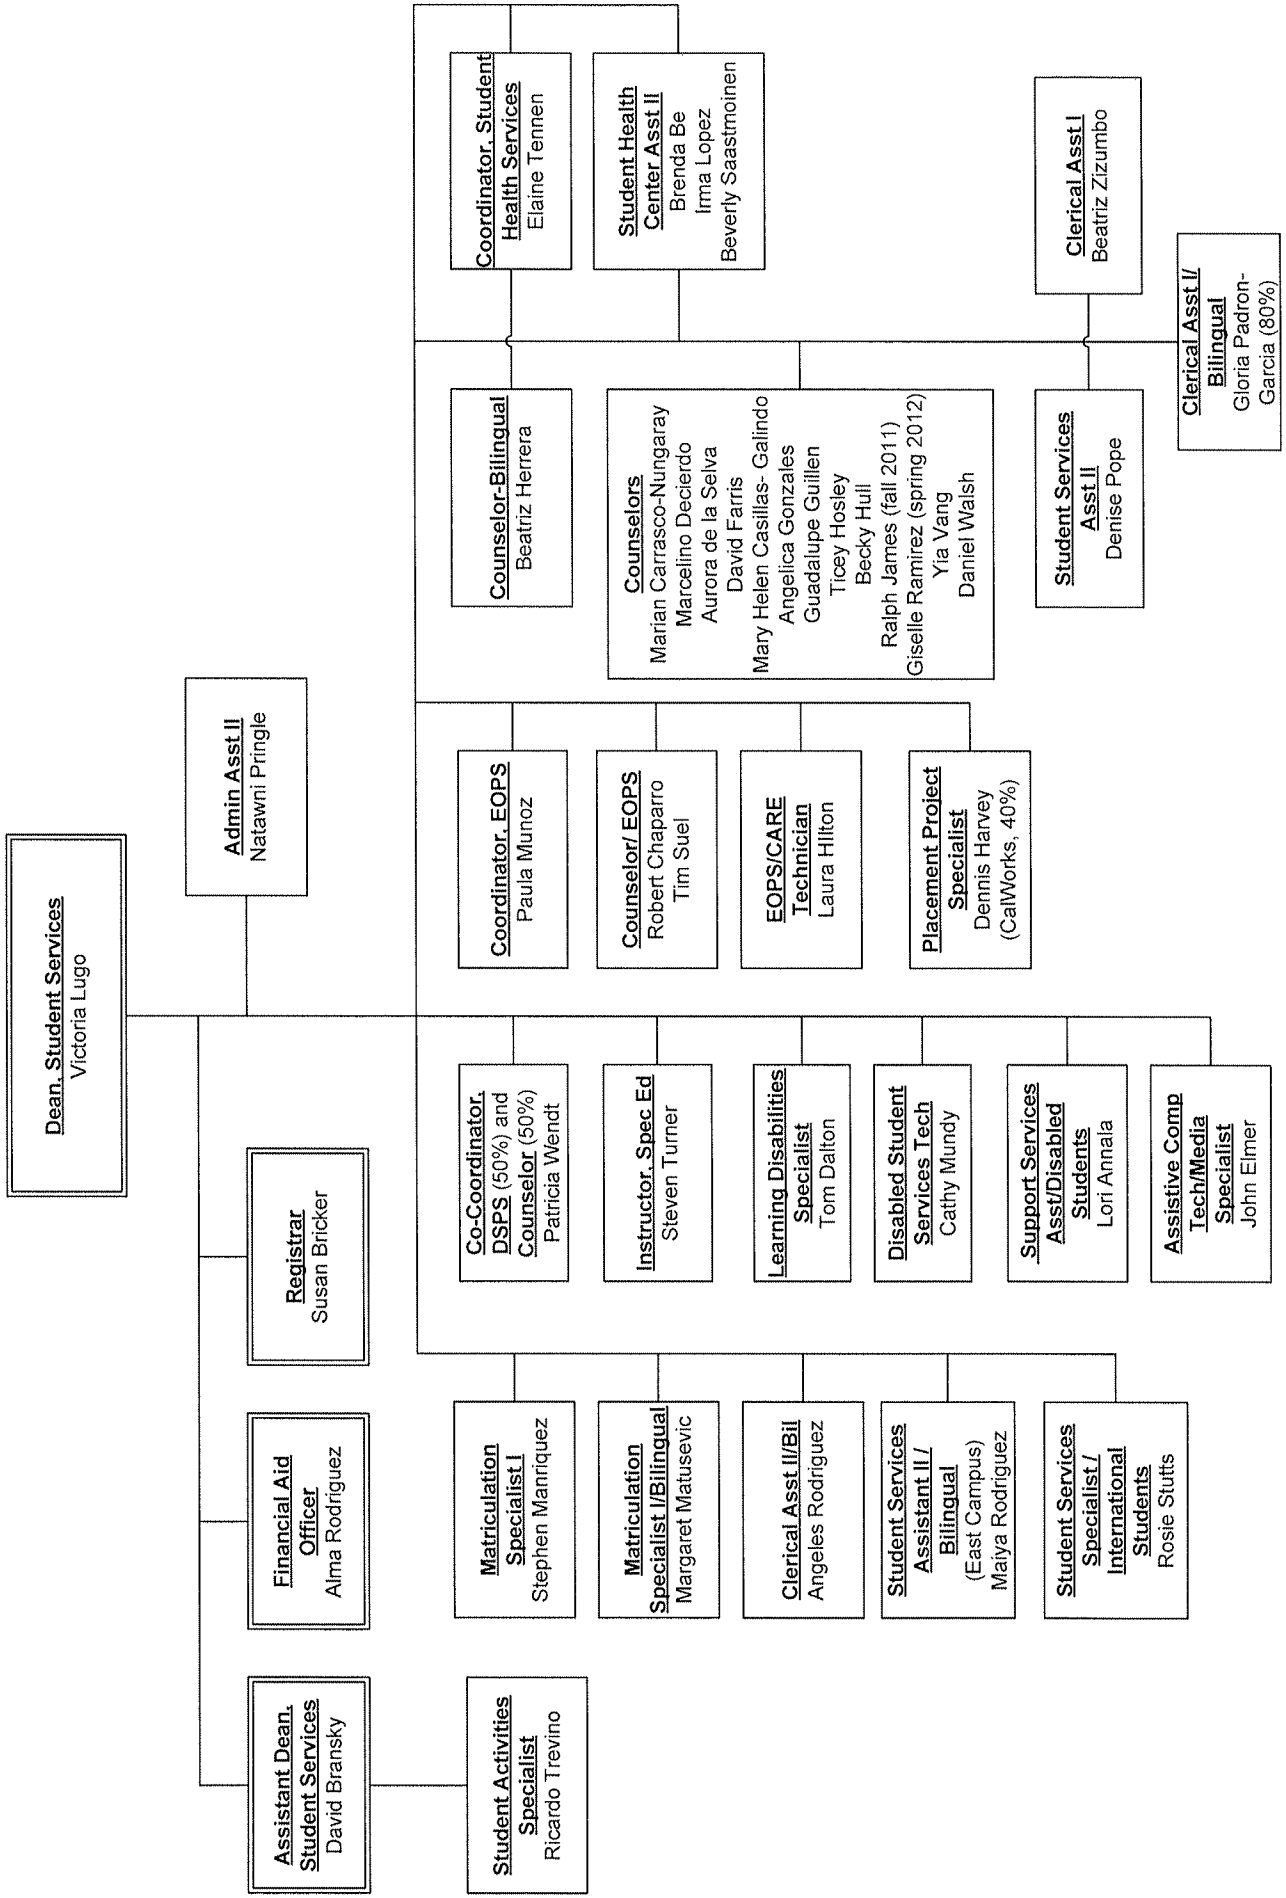 Dean, Student Services
Victoria Lugo
Admin Asst II
Natawni Pringle
Assistant Dean,
Student Services
David Bransky
Financial Aid
Officer
Alma Rodriguez
Registrar
Susan Bricker
Student Activities
Specialist
Ricardo Trevino
Matriculation
Specialist I
Stephen Manriquez
Matriculation
Specialist I/Bilingual
Margaret Matusevic
Clerical Asst II/Bil
Angeles Rodriguez
Student Services
Assistant II /
Bilingual
(East Campus)
Maiya Rodriguez
Student Services
Specialist /
International
Students
Rosie Stutts
Co-Coordinator,
DSPS (50%) and
Counselor (50%)
Patricia Wendt
Instructor, Spec Ed
Steven Turner
Learning Disabilities
Specialist
Tom Dalton
Disabled Student
Services Tech
Cathy Mundy
Support Services
Asst/Disabled
Students
Lori Annala
Assistive Comp
Tech/Media
Specialist
John Elmer
Coordinator, EOPS
Paula Munoz
Counselor/ EOPS
Robert Chaparro
Tim Suel
EOPS/CARE
Technician
Laura HIlton
Placement Project
Specialist
Dennis Harvey
(CalWorks, 40%)
Counselor-Bilingual
Beatriz Herrera
Counselors
Marian Carrasco-Nungaray
Marcelino Decierdo
Aurora de la Selva
David Farris
Mary Helen Casillas- Galindo
Angelica Gonzales
Guadalupe Guillen
Ticey Hosley
Becky Hull
Ralph James (fall 2011)
Giselle Ramirez (spring 2012)
Yia Vang
Daniel Walsh
Student Services
Asst II
Denise Pope
Coordinator, Student
Health Services
Elaine Tennen
Student Health
Center Asst II
Brenda Be
Irma Lopez
Beverly Saastmoinen
Clerical Asst I
Beatriz Zizumbo
Clerical Asst I/
Bilingual
Gloria Padron-
Garcia (80%)